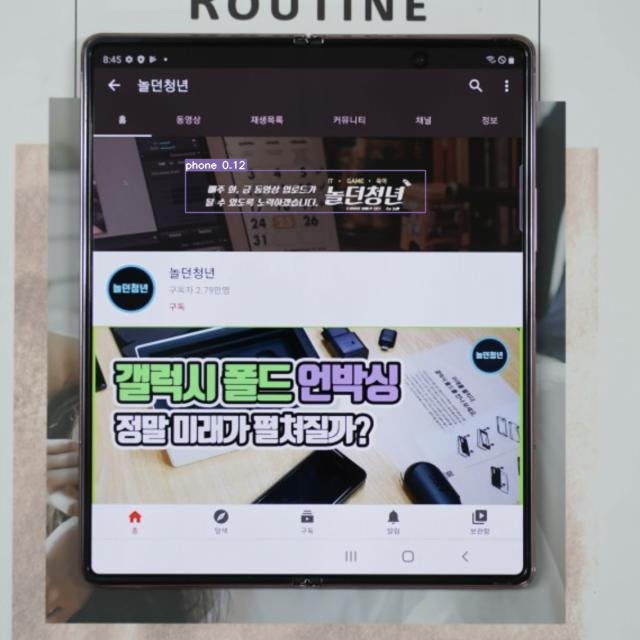 ROUTINE
8:45
놀던청년
홈 동영상 재생목록 커뮤니티 채널 정보
phone 0.12
IT · GAME · 육아
매주 화, 금 동영상 업로드가
될 수 있도록 노력하겠습니다.
놀던청년
24
31
놀던청년
놀던청년
구독자 2.79만명
구독
놀던청년
갤럭시 폴드 언박싱
정말 미래가 펼쳐질까?
홈 탐색 구독 알림 보관함